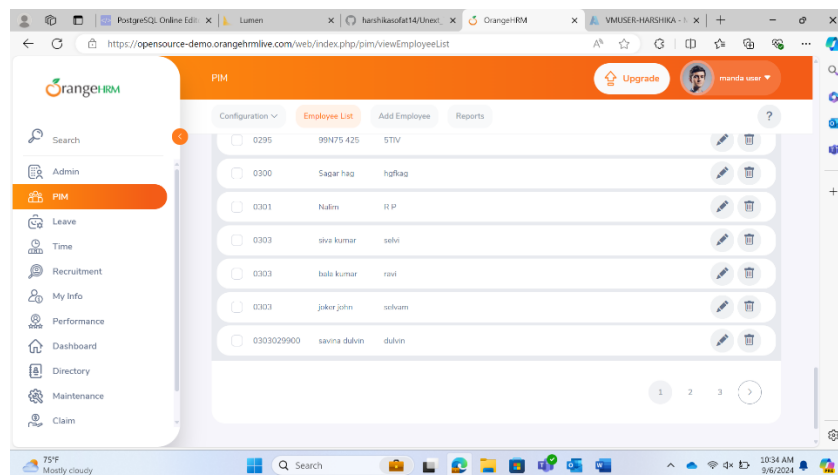 PostgreSQL Online Edito
Lumen
harshikasofat14/Unext_
OrangeHRM
VMUSER-HARSHIKA -
https://opensource-demo.orangehrmlive.com/web/index.php/pim/viewEmployeeList
OrangeHRM
PIM
Upgrade
manda user
Configuration
Employee List
Add Employee
Reports
?
Search
Admin
PIM
Leave
Time
Recruitment
My Info
Performance
Dashboard
Directory
Maintenance
Claim
0295 99N75 425 5TIV
0300 Sagar hag hgfkag
0301 Nalim R P
0303 siva kumar selvi
0303 bala kumar ravi
0303 joker john selvam
0303029900 savina dulvin dulvin
1 2 3
75°F
Mostly cloudy
Search
10:34 AM
9/6/2024